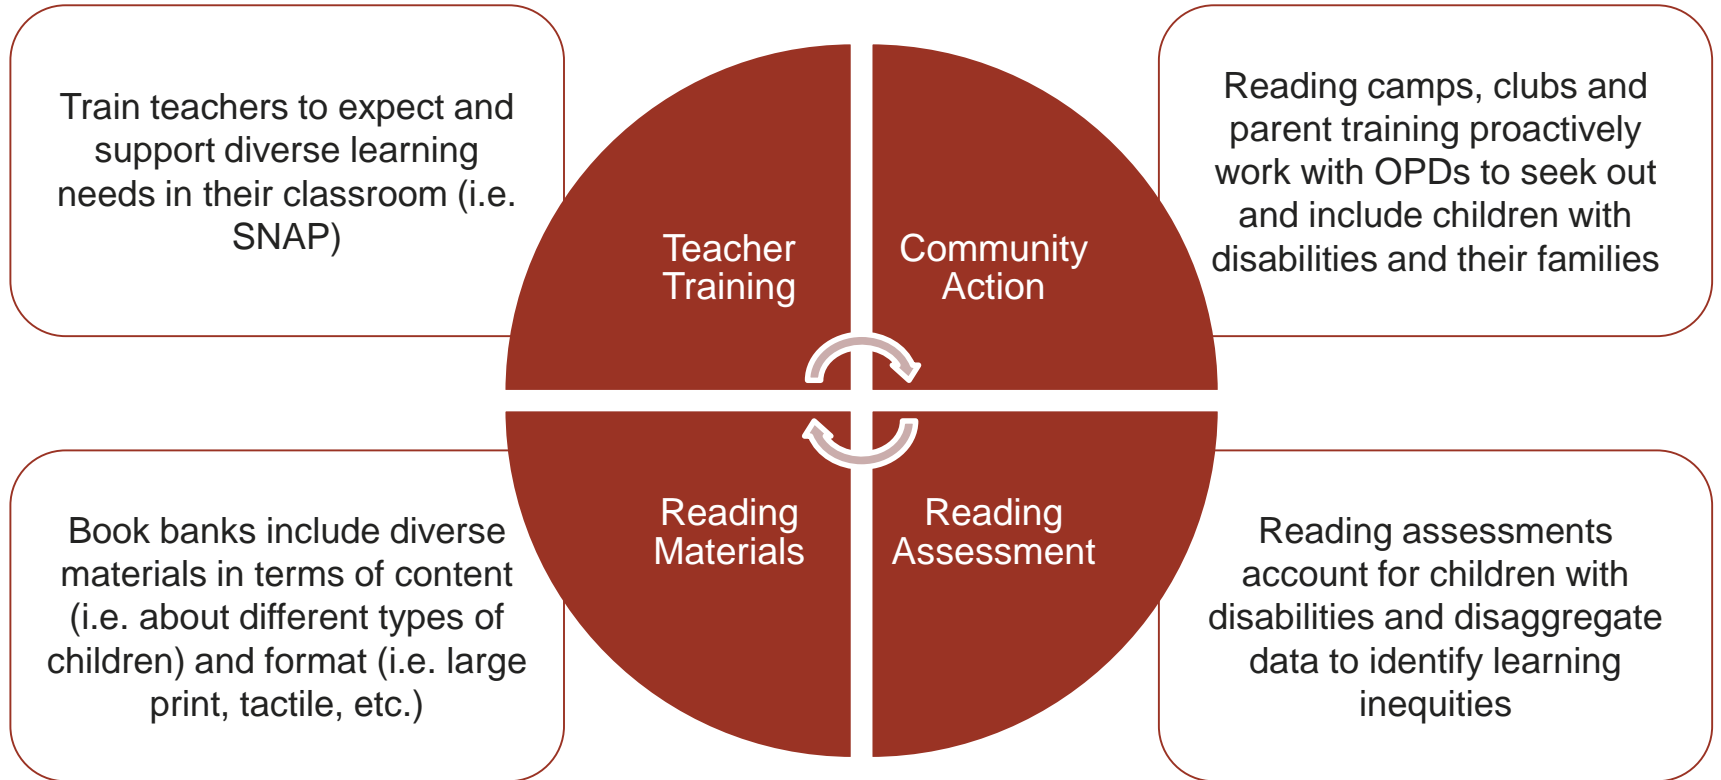 Train teachers to expect and
support diverse learning
needs in their classroom (i.e.
SNAP)
Teacher
Training
Community
Action
Reading camps, clubs and
parent training proactively
work with OPDs to seek out
and include children with
disabilities and their families
Book banks include diverse
materials in terms of content
(i.e. about different types of
children) and format (i.e. large
print, tactile, etc.)
Reading
Materials
Reading
Assessment
Reading assessments
account for children with
disabilities and disaggregate
data to identify learning
inequities